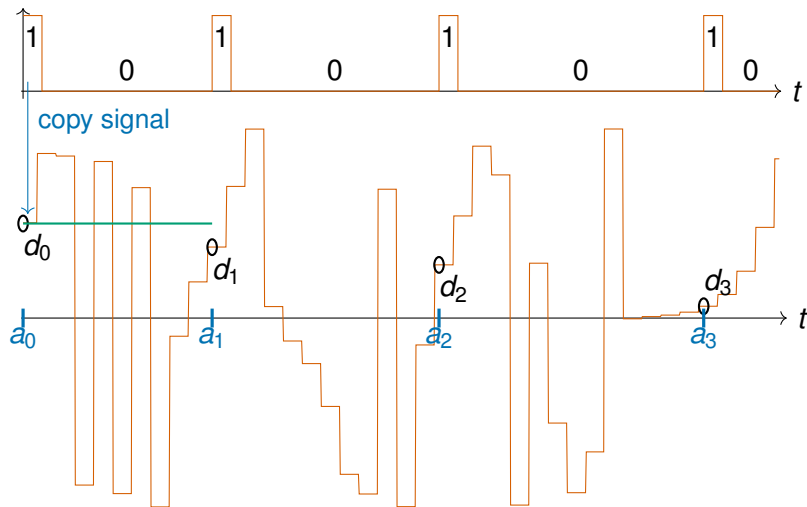 1 1 1 1
0 0 0 0
t
copy signal
d₀
d₁
d₂
d₃
t
a₀ a₁ a₂ a₃